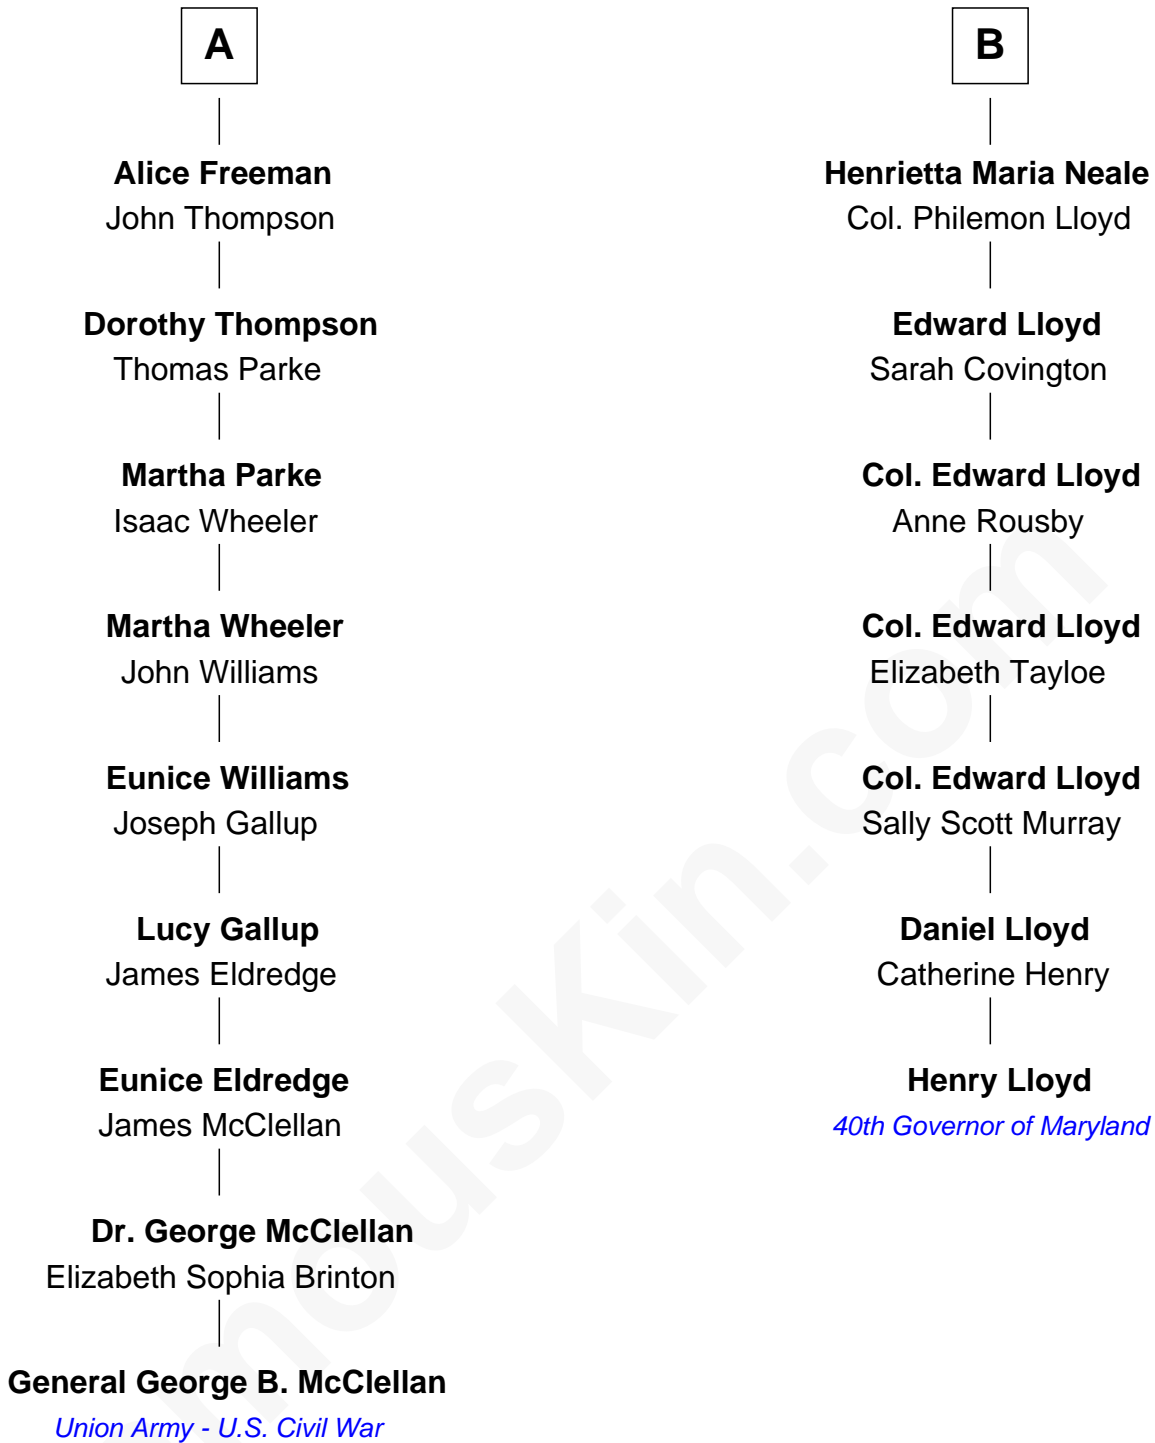 A
Alice Freeman
John Thompson
Dorothy Thompson
Thomas Parke
Martha Parke
Isaac Wheeler
Martha Wheeler
John Williams
Eunice Williams
Joseph Gallup
Lucy Gallup
James Eldredge
Eunice Eldredge
James McClellan
Dr. George McClellan
Elizabeth Sophia Brinton
General George B. McClellan
Union Army - U.S. Civil War
B
Henrietta Maria Neale
Col. Philemon Lloyd
Edward Lloyd
Sarah Covington
Col. Edward Lloyd
Anne Rousby
Col. Edward Lloyd
Elizabeth Tayloe
Col. Edward Lloyd
Sally Scott Murray
Daniel Lloyd
Catherine Henry
Henry Lloyd
40th Governor of Maryland
mousKin.com